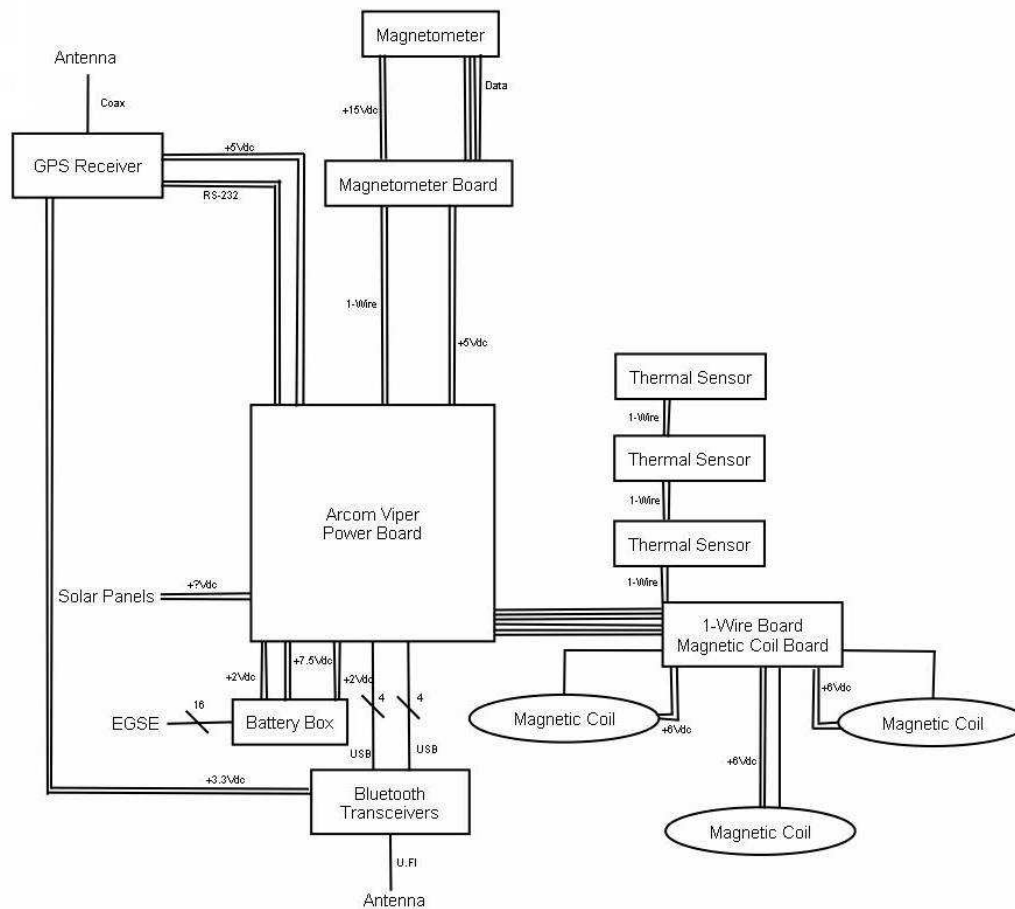 Magnetometer
Antenna
Data
Coax
+15Vdc
+5Vdc
GPS Receiver
Magnetometer Board
RS-232
1-Wire
+5Vdc
Thermal Sensor
1-Wire
Thermal Sensor
1-Wire
Arcom Viper
Power Board
Thermal Sensor
+?Vdc
1-Wire
Solar Panels
1-Wire Board
Magnetic Coil Board
+7.5Vdc
+2Vdc
+2Vdc
+6Vdc
4
4
16
EGSE
Battery Box
Magnetic Coil
Magnetic Coil
+6Vdc
USB
USB
+6Vdc
+3.3Vdc
Bluetooth
Transceivers
Magnetic Coil
U.Fl
Antenna